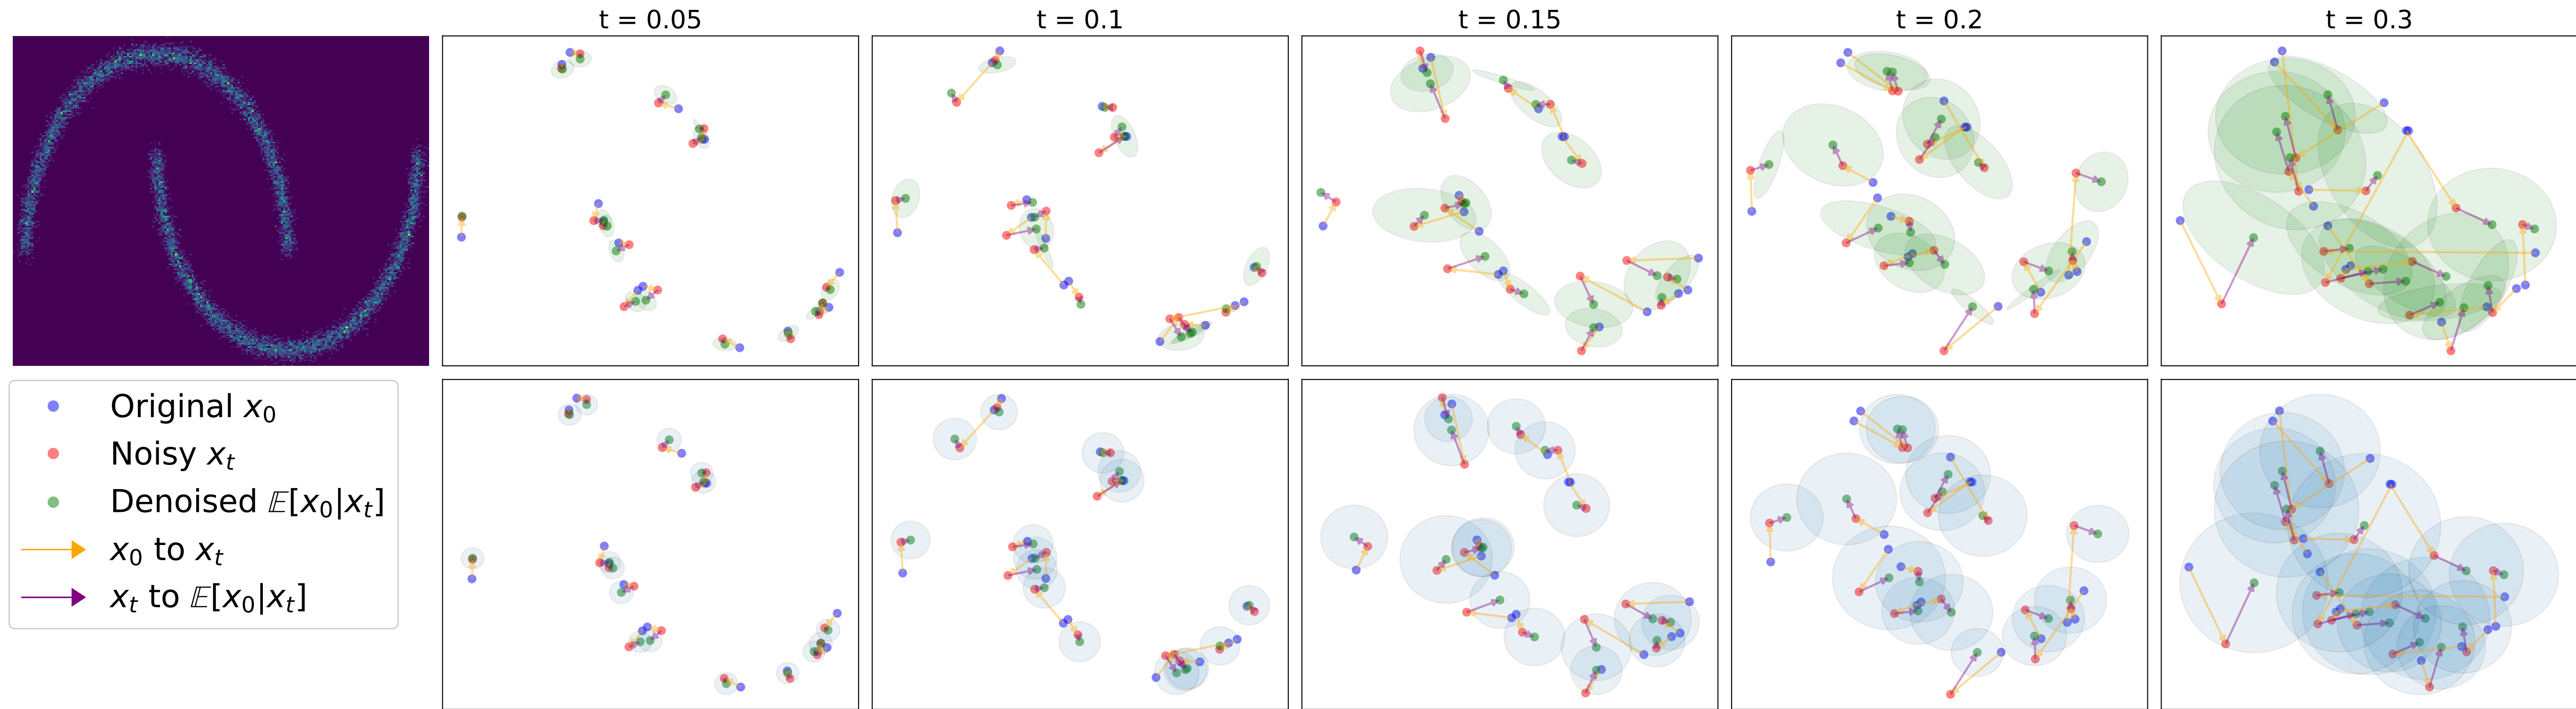 t = 0.05
t = 0.1
t = 0.15
t = 0.2
t = 0.3
Original x₀
Noisy xₜ
Denoised 𝔼[x₀|xₜ]
x₀ to xₜ
xₜ to 𝔼[x₀|xₜ]